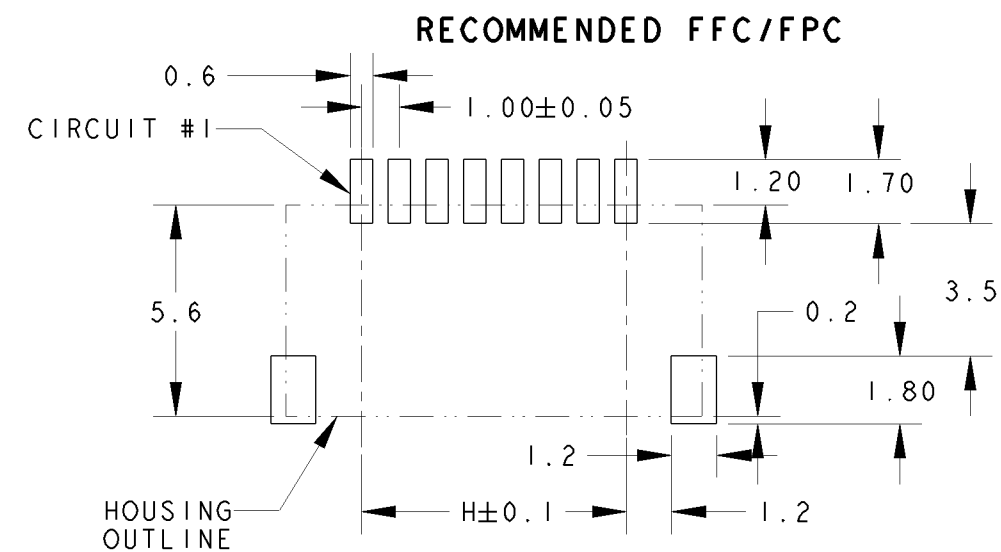 RECOMMENDED FFC/FPC
0.6
1.00±0.05
CIRCUIT #1
1.20
1.70
3.5
5.6
0.2
1.80
1.2
HOUSING
OUTLINE
H±0.1
1.2